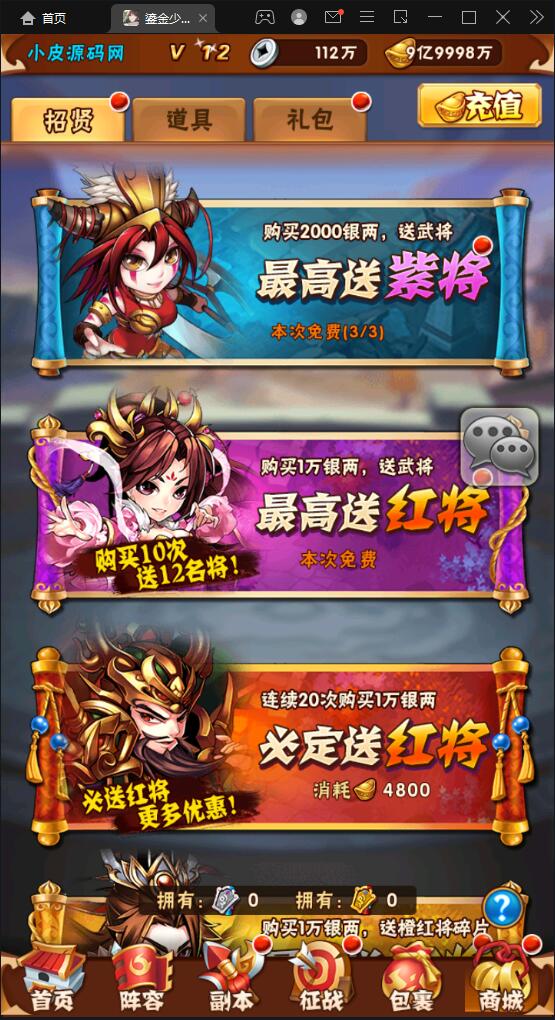 首页
鎏金少...
小皮源码网
V 12
112万
9亿9998万
招贤
道具
礼包
充值
购买2000银两，送武将
最高送紫将
本次免费(3/3)
购买1万银两，送武将
最高送红将
本次免费
购买10次
送12名将！
连续20次购买1万银两
必定送红将
消耗 4800
必送红将
更多优惠！
拥有： 0
拥有： 0
?
购买1万银两，送橙红将碎片
首页
阵容
副本
征战
包裹
商城